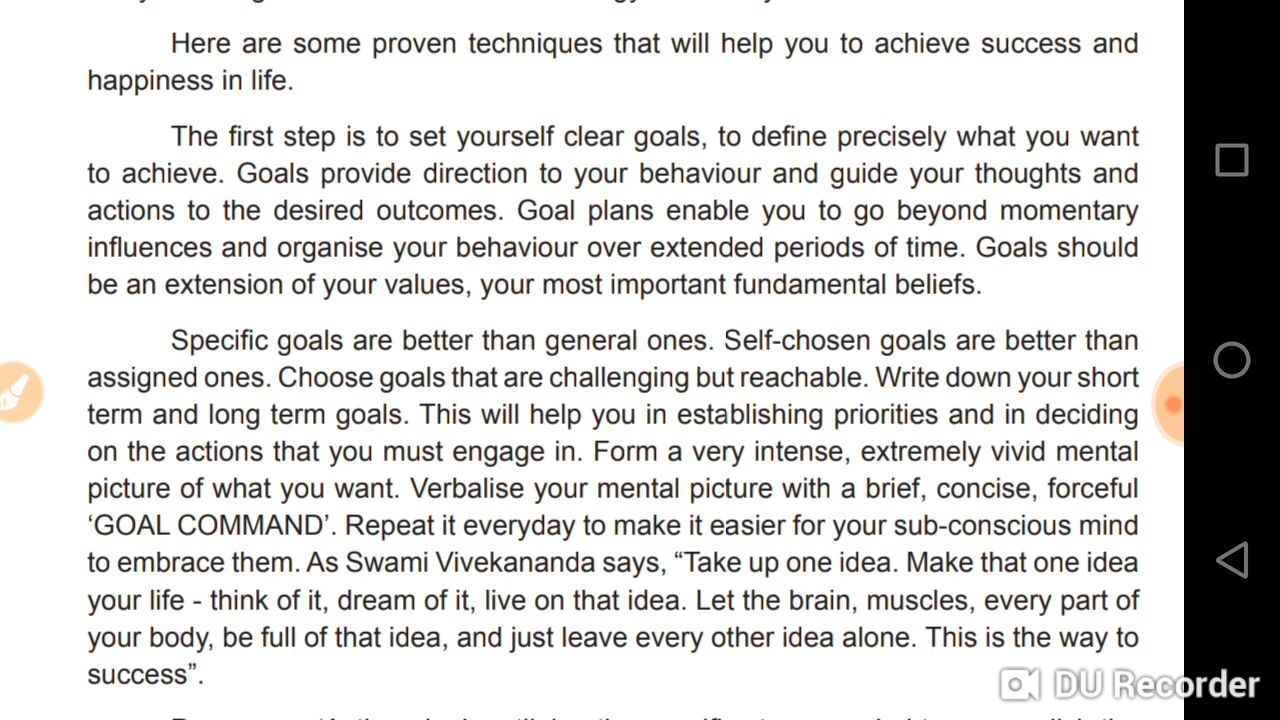 Here are some proven techniques that will help you to achieve success and
happiness in life.
The first step is to set yourself clear goals, to define precisely what you want
to achieve. Goals provide direction to your behaviour and guide your thoughts and
actions to the desired outcomes. Goal plans enable you to go beyond momentary
influences and organise your behaviour over extended periods of time. Goals should
be an extension of your values, your most important fundamental beliefs.
Specific goals are better than general ones. Self-chosen goals are better than
assigned ones. Choose goals that are challenging but reachable. Write down your short
term and long term goals. This will help you in establishing priorities and in deciding
on the actions that you must engage in. Form a very intense, extremely vivid mental
picture of what you want. Verbalise your mental picture with a brief, concise, forceful
‘GOAL COMMAND’. Repeat it everyday to make it easier for your sub-conscious mind
to embrace them. As Swami Vivekananda says, “Take up one idea. Make that one idea
your life - think of it, dream of it, live on that idea. Let the brain, muscles, every part of
your body, be full of that idea, and just leave every other idea alone. This is the way to
success”.
DU Recorder